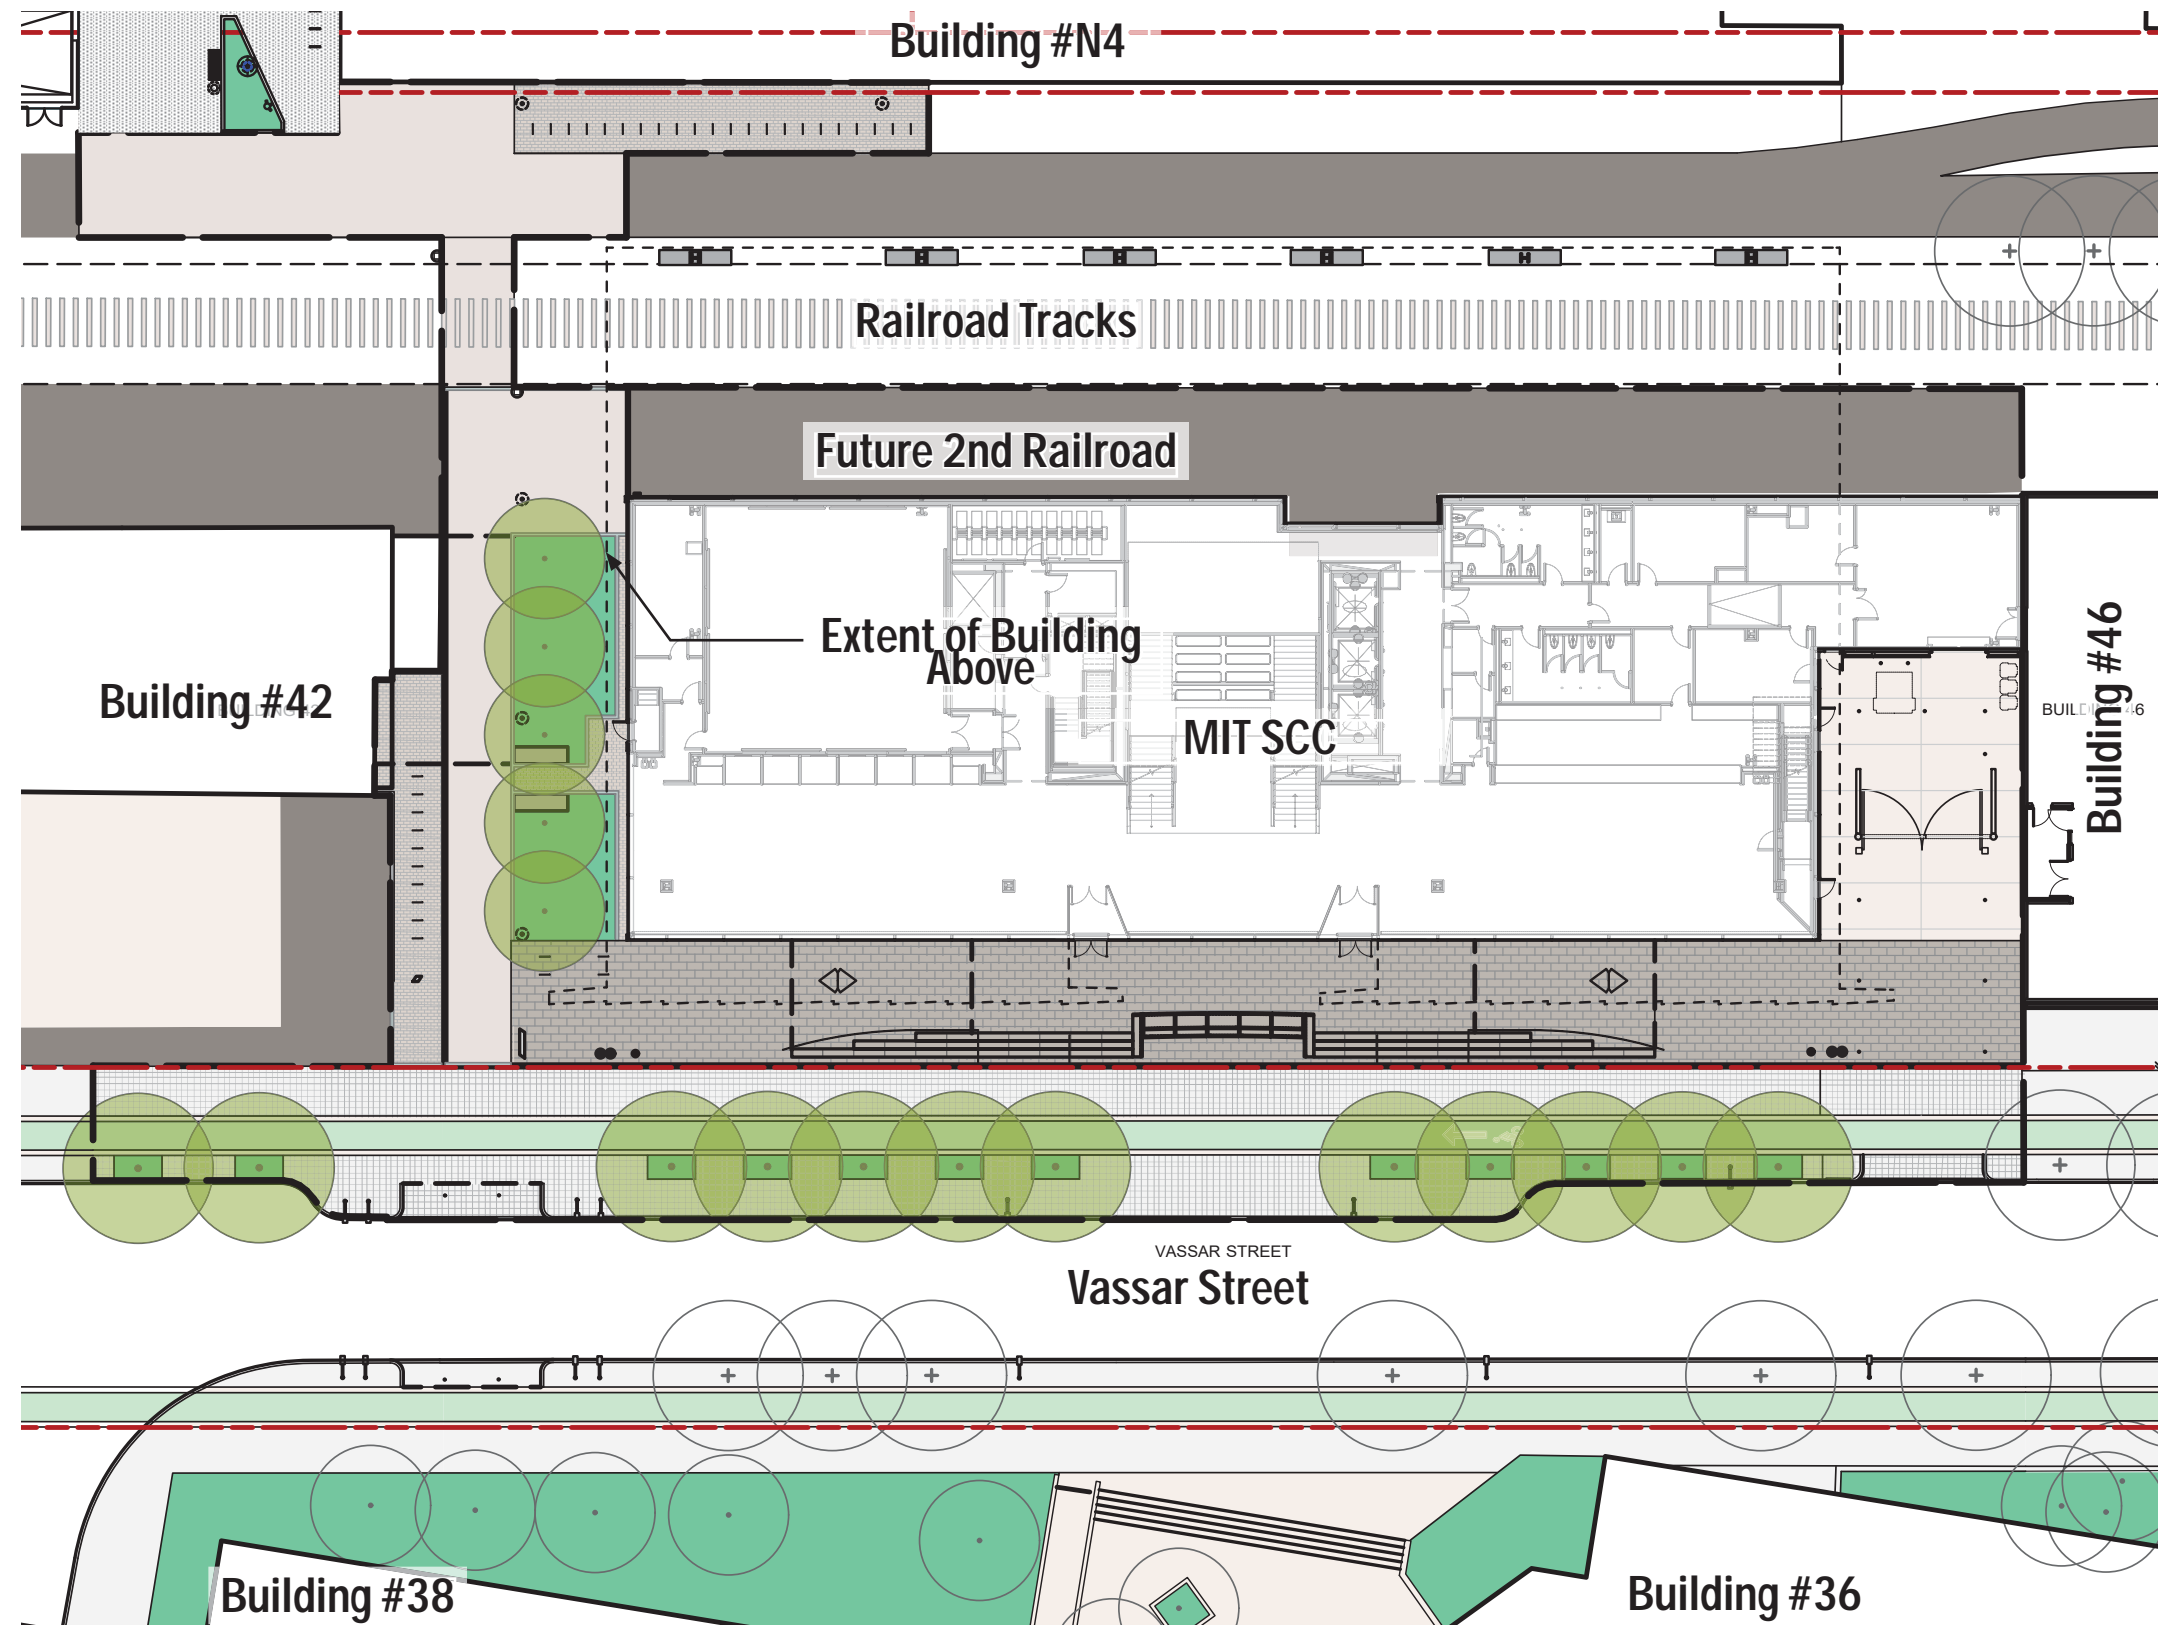 Building #N4
Railroad Tracks
Future 2nd Railroad
Extent of Building
Above
Building #42
MIT SCC
Building #46
VASSAR STREET
Vassar Street
Building #38
Building #36